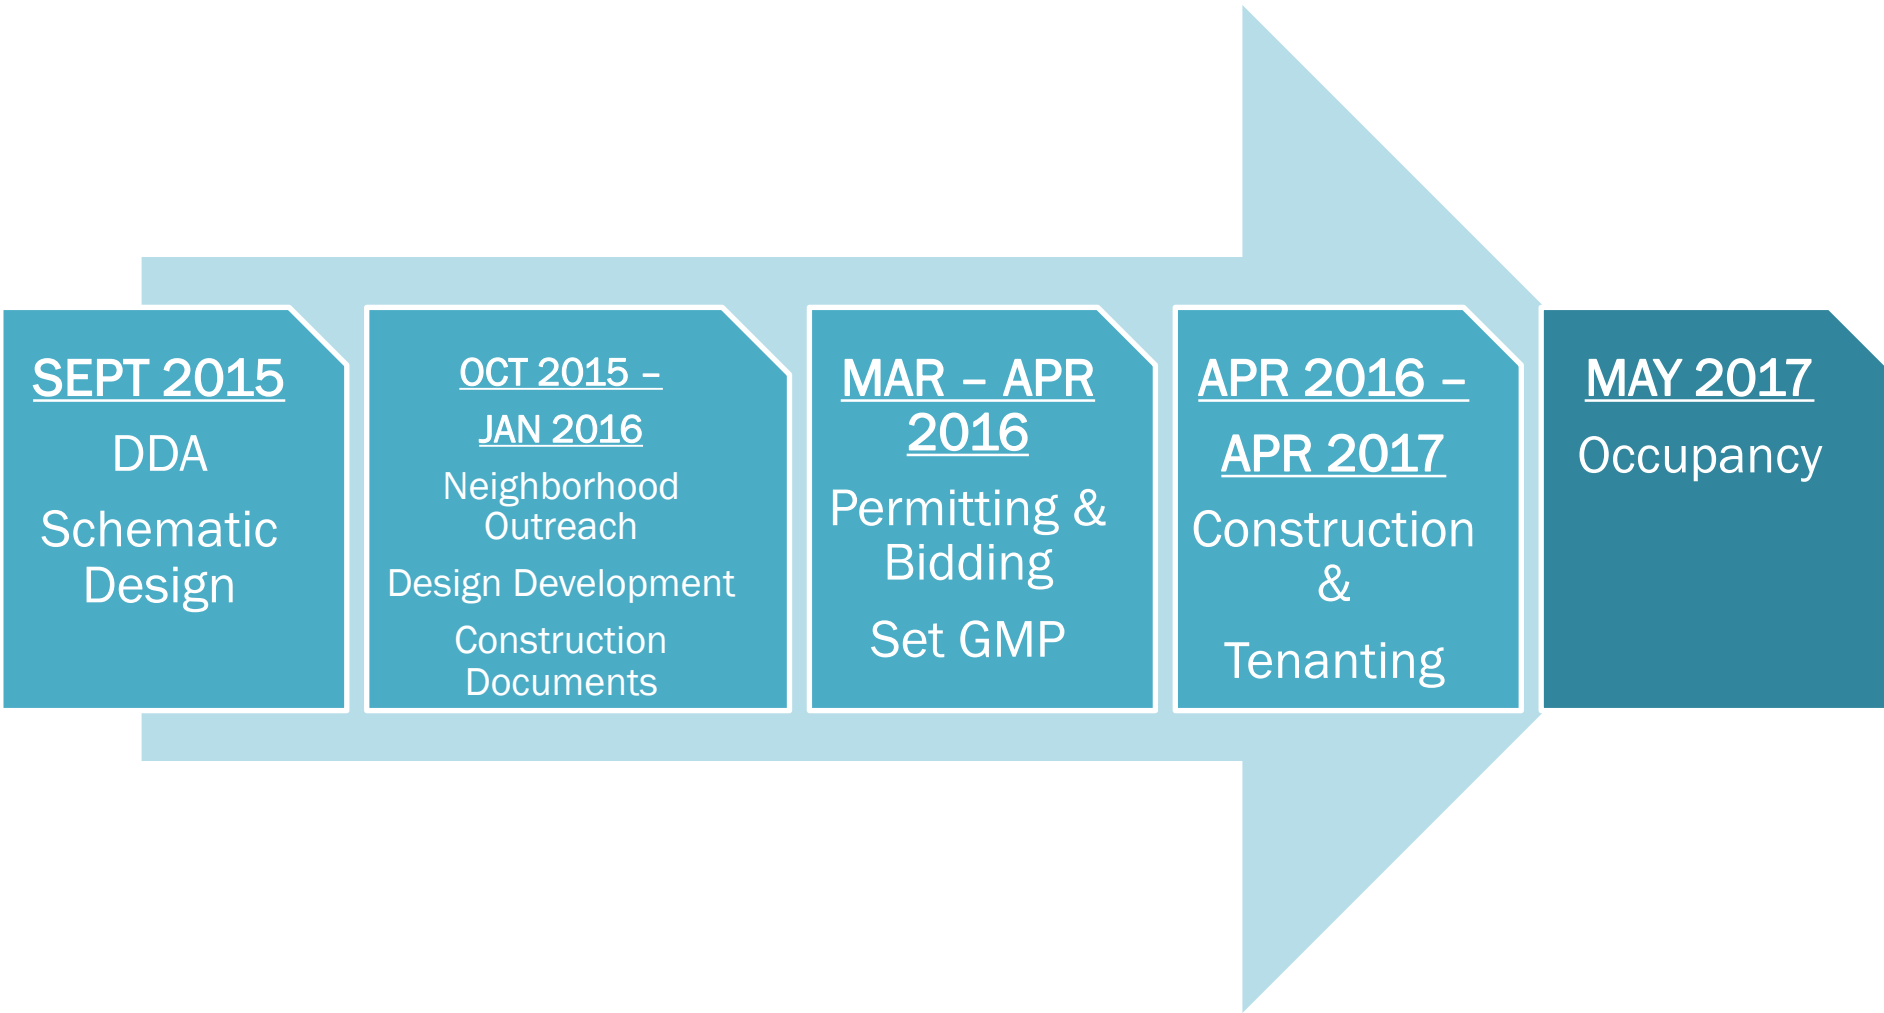 SEPT 2015
DDA
Schematic
Design
OCT 2015 –
JAN 2016
Neighborhood
Outreach
Design Development
Construction
Documents
MAR – APR
2016
Permitting &
Bidding
Set GMP
APR 2016 –
APR 2017
Construction
&
Tenanting
MAY 2017
Occupancy